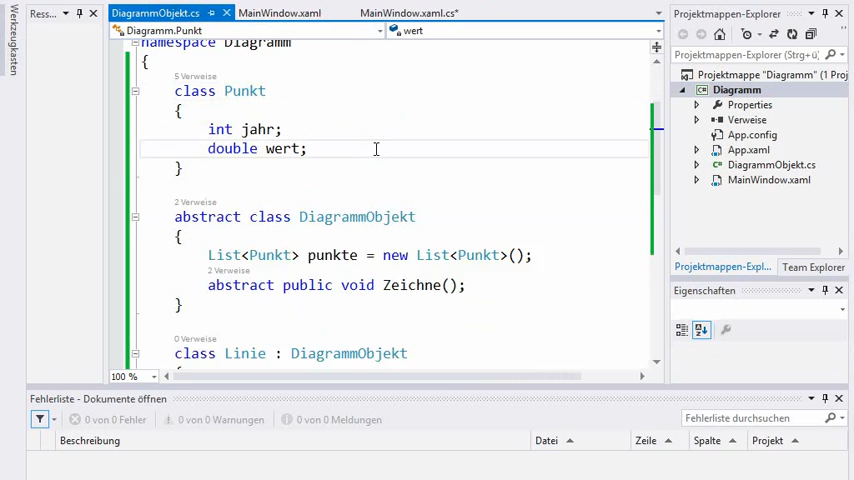 Werkzeugkasten
Ress...
DiagrammObjekt.cs
MainWindow.xaml
MainWindow.xaml.cs*
Diagramm.Punkt
wert
namespace Diagramm
{
5 Verweise
class Punkt
{
int jahr;
double wert;
}
2 Verweise
abstract class DiagrammObjekt
{
List<Punkt> punkte = new List<Punkt>();
2 Verweise
abstract public void Zeichne();
}
0 Verweise
class Linie : DiagrammObjekt
100 %
Projektmappen-Explorer
Projektmappen-Explorer (Strg+ü)
Projektmappe "Diagramm" (1 Proj
Diagramm
Properties
Verweise
App.config
App.xaml
DiagrammObjekt.cs
MainWindow.xaml
Projektmappen-Expl...
Team Explorer
Eigenschaften
Fehlerliste - Dokumente öffnen
0 von 0 Fehler
0 von 0 Warnungen
0 von 0 Meldungen
Fehlerliste durchsuchen
Beschreibung
Datei
Zeile
Spalte
Projekt